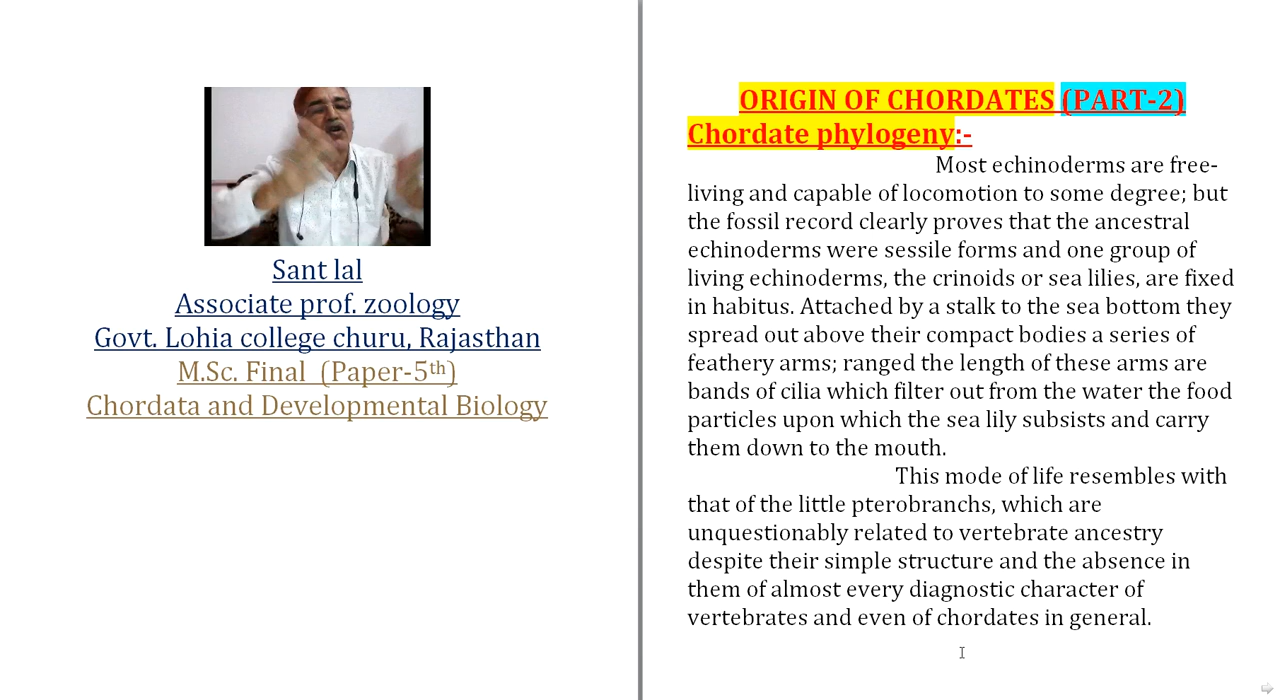 Sant lal
Associate prof. zoology
Govt. Lohia college churu, Rajasthan
M.Sc. Final (Paper-5th)
Chordata and Developmental Biology
ORIGIN OF CHORDATES (PART-2)
Chordate phylogeny:-
Most echinoderms are free-
living and capable of locomotion to some degree; but
the fossil record clearly proves that the ancestral
echinoderms were sessile forms and one group of
living echinoderms, the crinoids or sea lilies, are fixed
in habitus. Attached by a stalk to the sea bottom they
spread out above their compact bodies a series of
feathery arms; ranged the length of these arms are
bands of cilia which filter out from the water the food
particles upon which the sea lily subsists and carry
them down to the mouth.
This mode of life resembles with
that of the little pterobranchs, which are
unquestionably related to vertebrate ancestry
despite their simple structure and the absence in
them of almost every diagnostic character of
vertebrates and even of chordates in general.